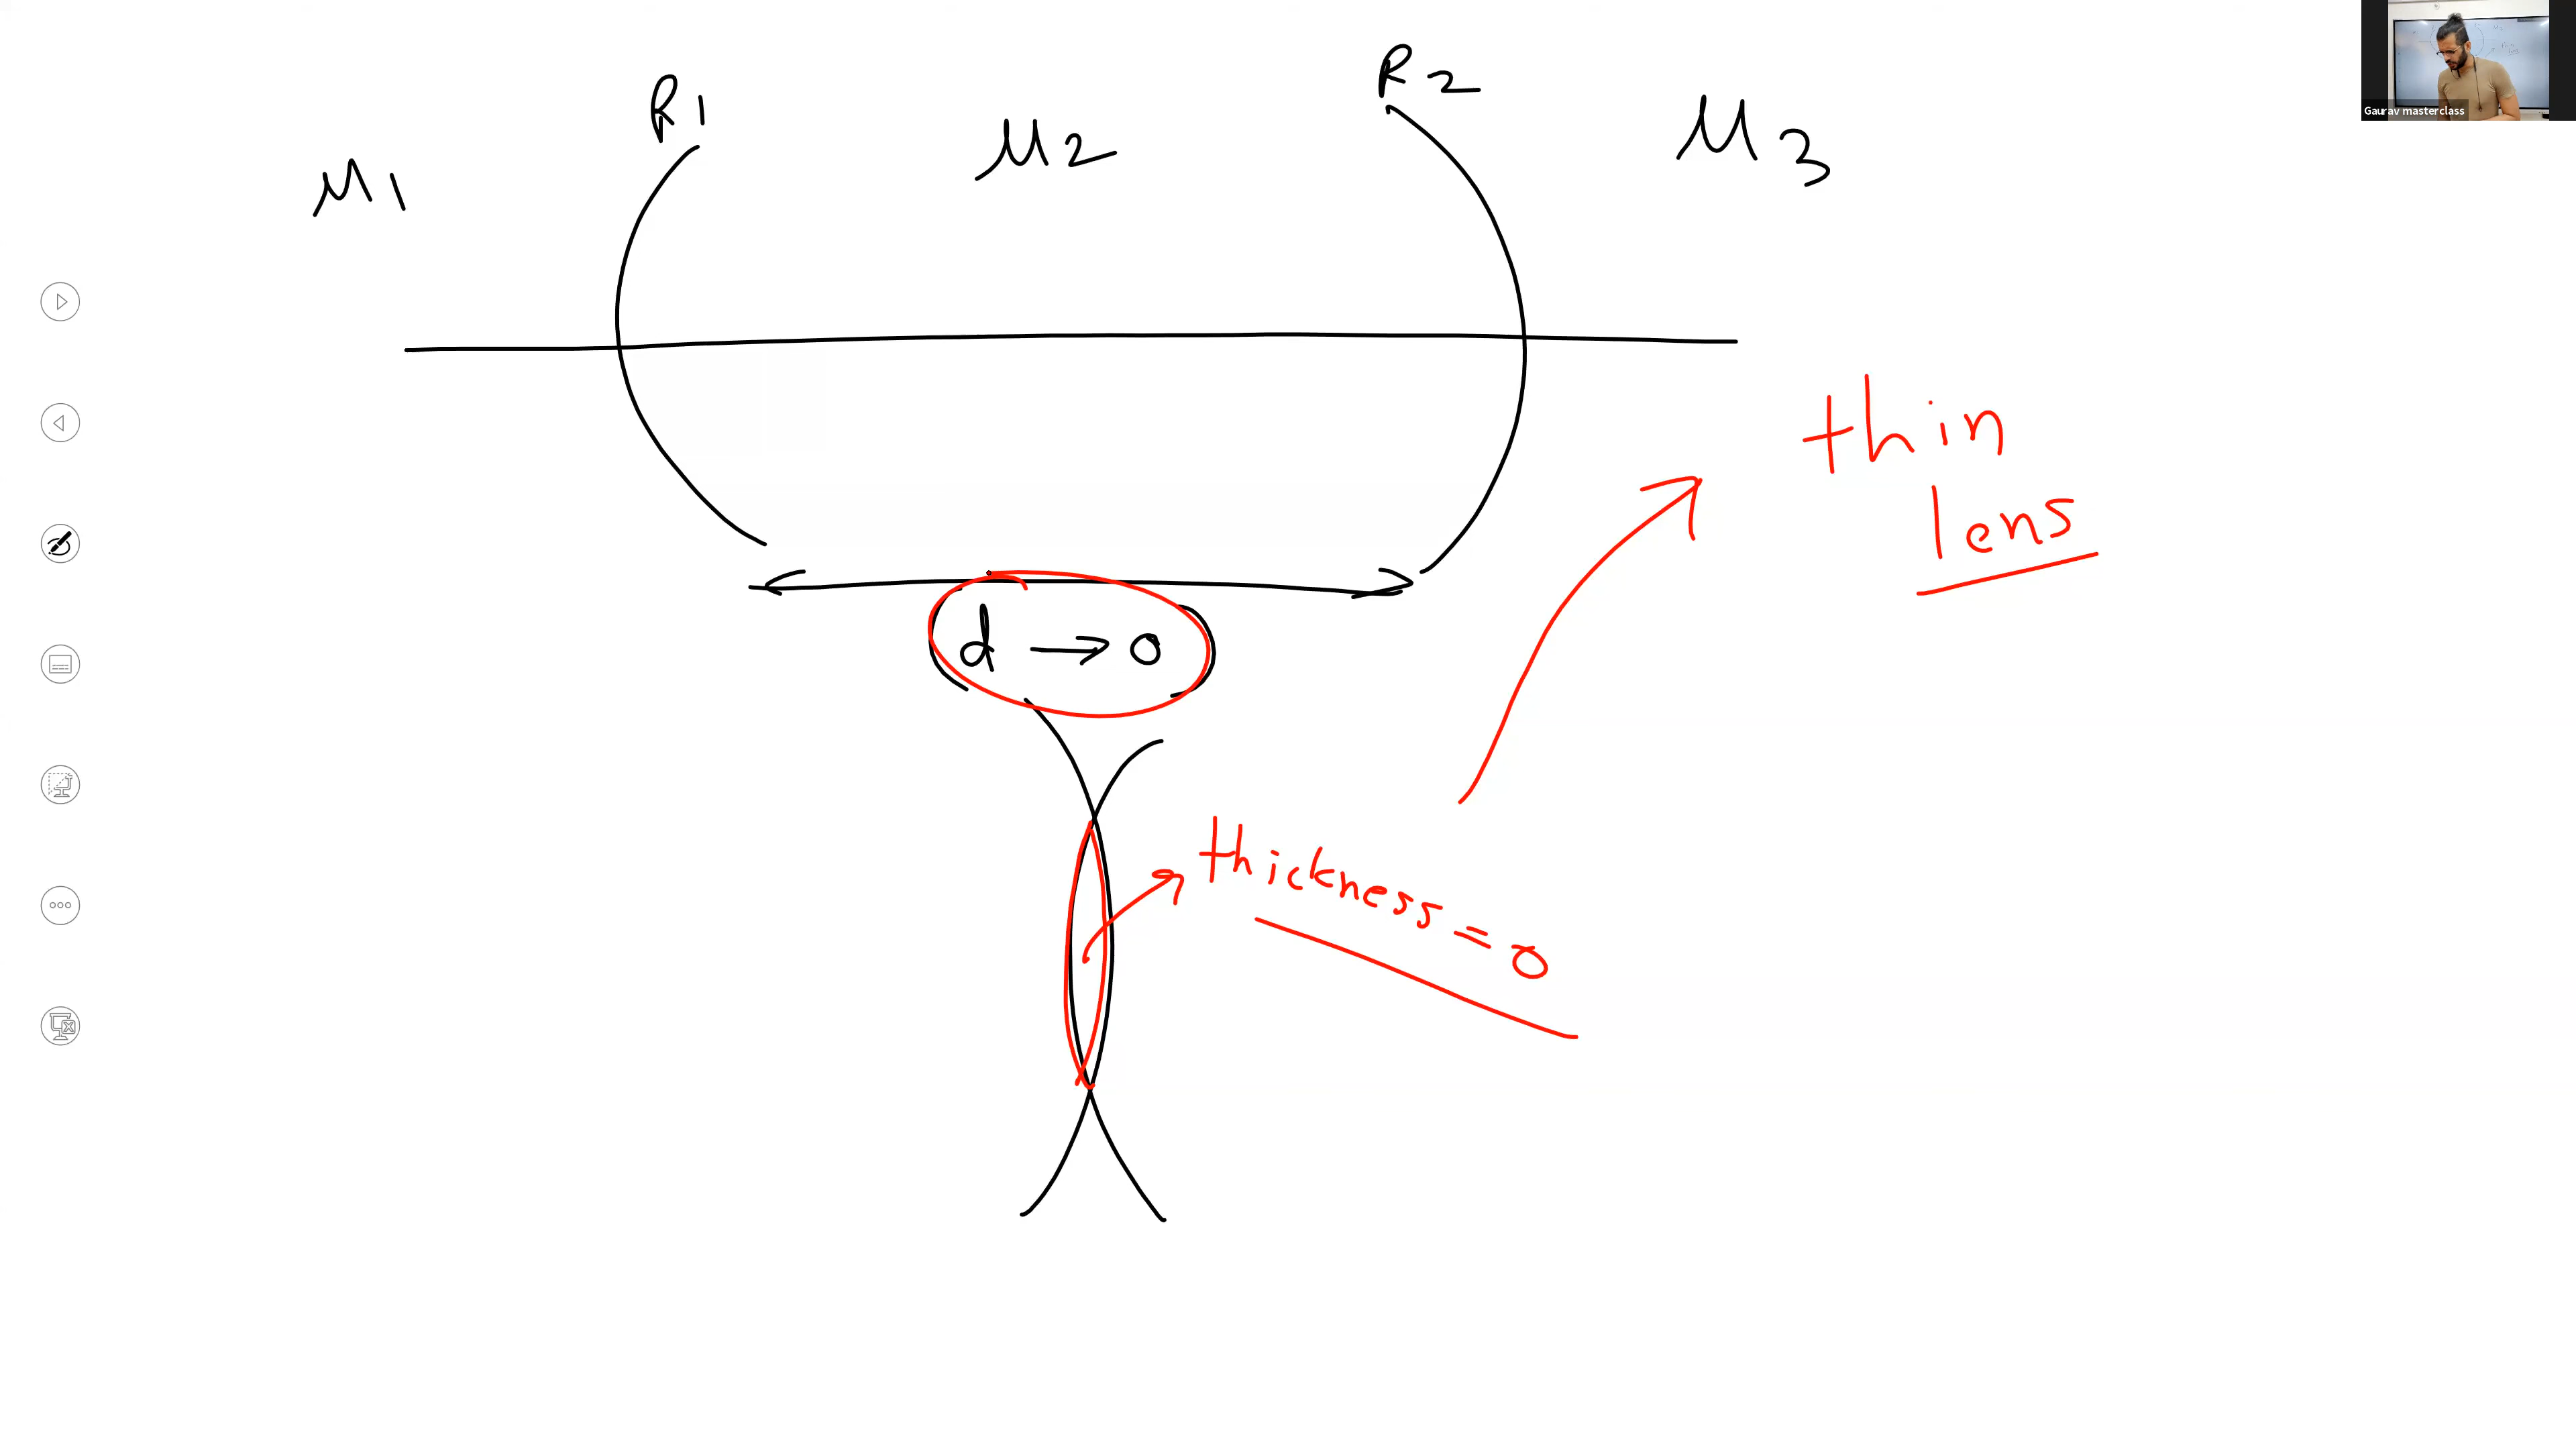 Gaurav masterclass
R1
R2
μ1
μ2
μ3
thin
lens
d → 0
thickness = 0